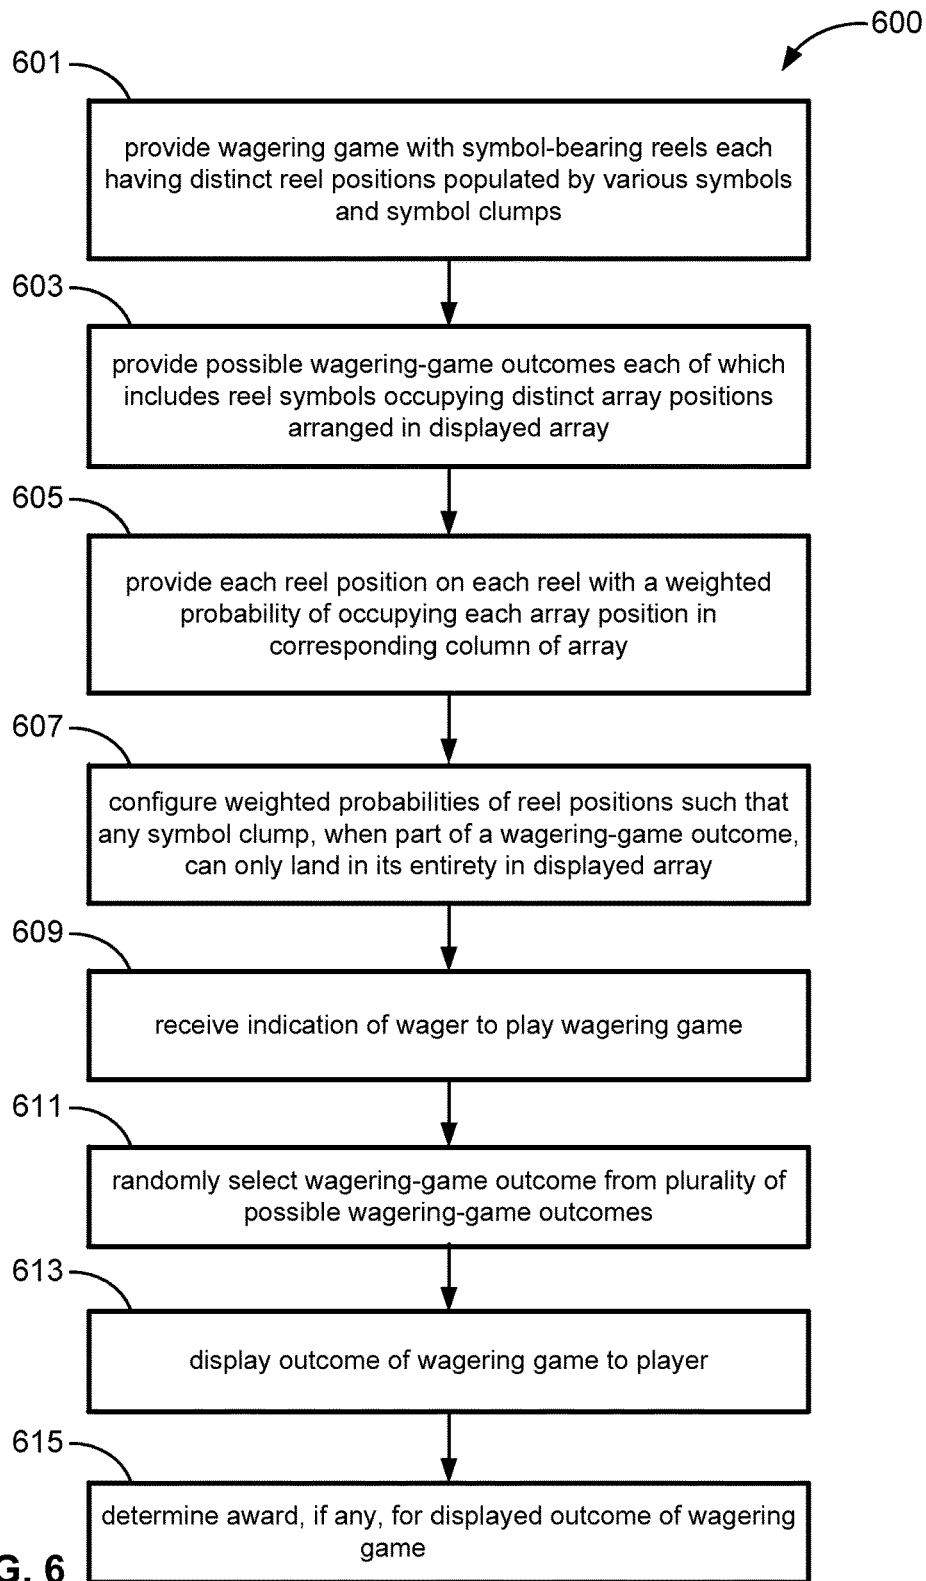 600
601
provide wagering game with symbol-bearing reels each
having distinct reel positions populated by various symbols
and symbol clumps
603
provide possible wagering-game outcomes each of which
includes reel symbols occupying distinct array positions
arranged in displayed array
605
provide each reel position on each reel with a weighted
probability of occupying each array position in
corresponding column of array
607
configure weighted probabilities of reel positions such that
any symbol clump, when part of a wagering-game outcome,
can only land in its entirety in displayed array
609
receive indication of wager to play wagering game
611
randomly select wagering-game outcome from plurality of
possible wagering-game outcomes
613
display outcome of wagering game to player
615
determine award, if any, for displayed outcome of wagering
game
G. 6